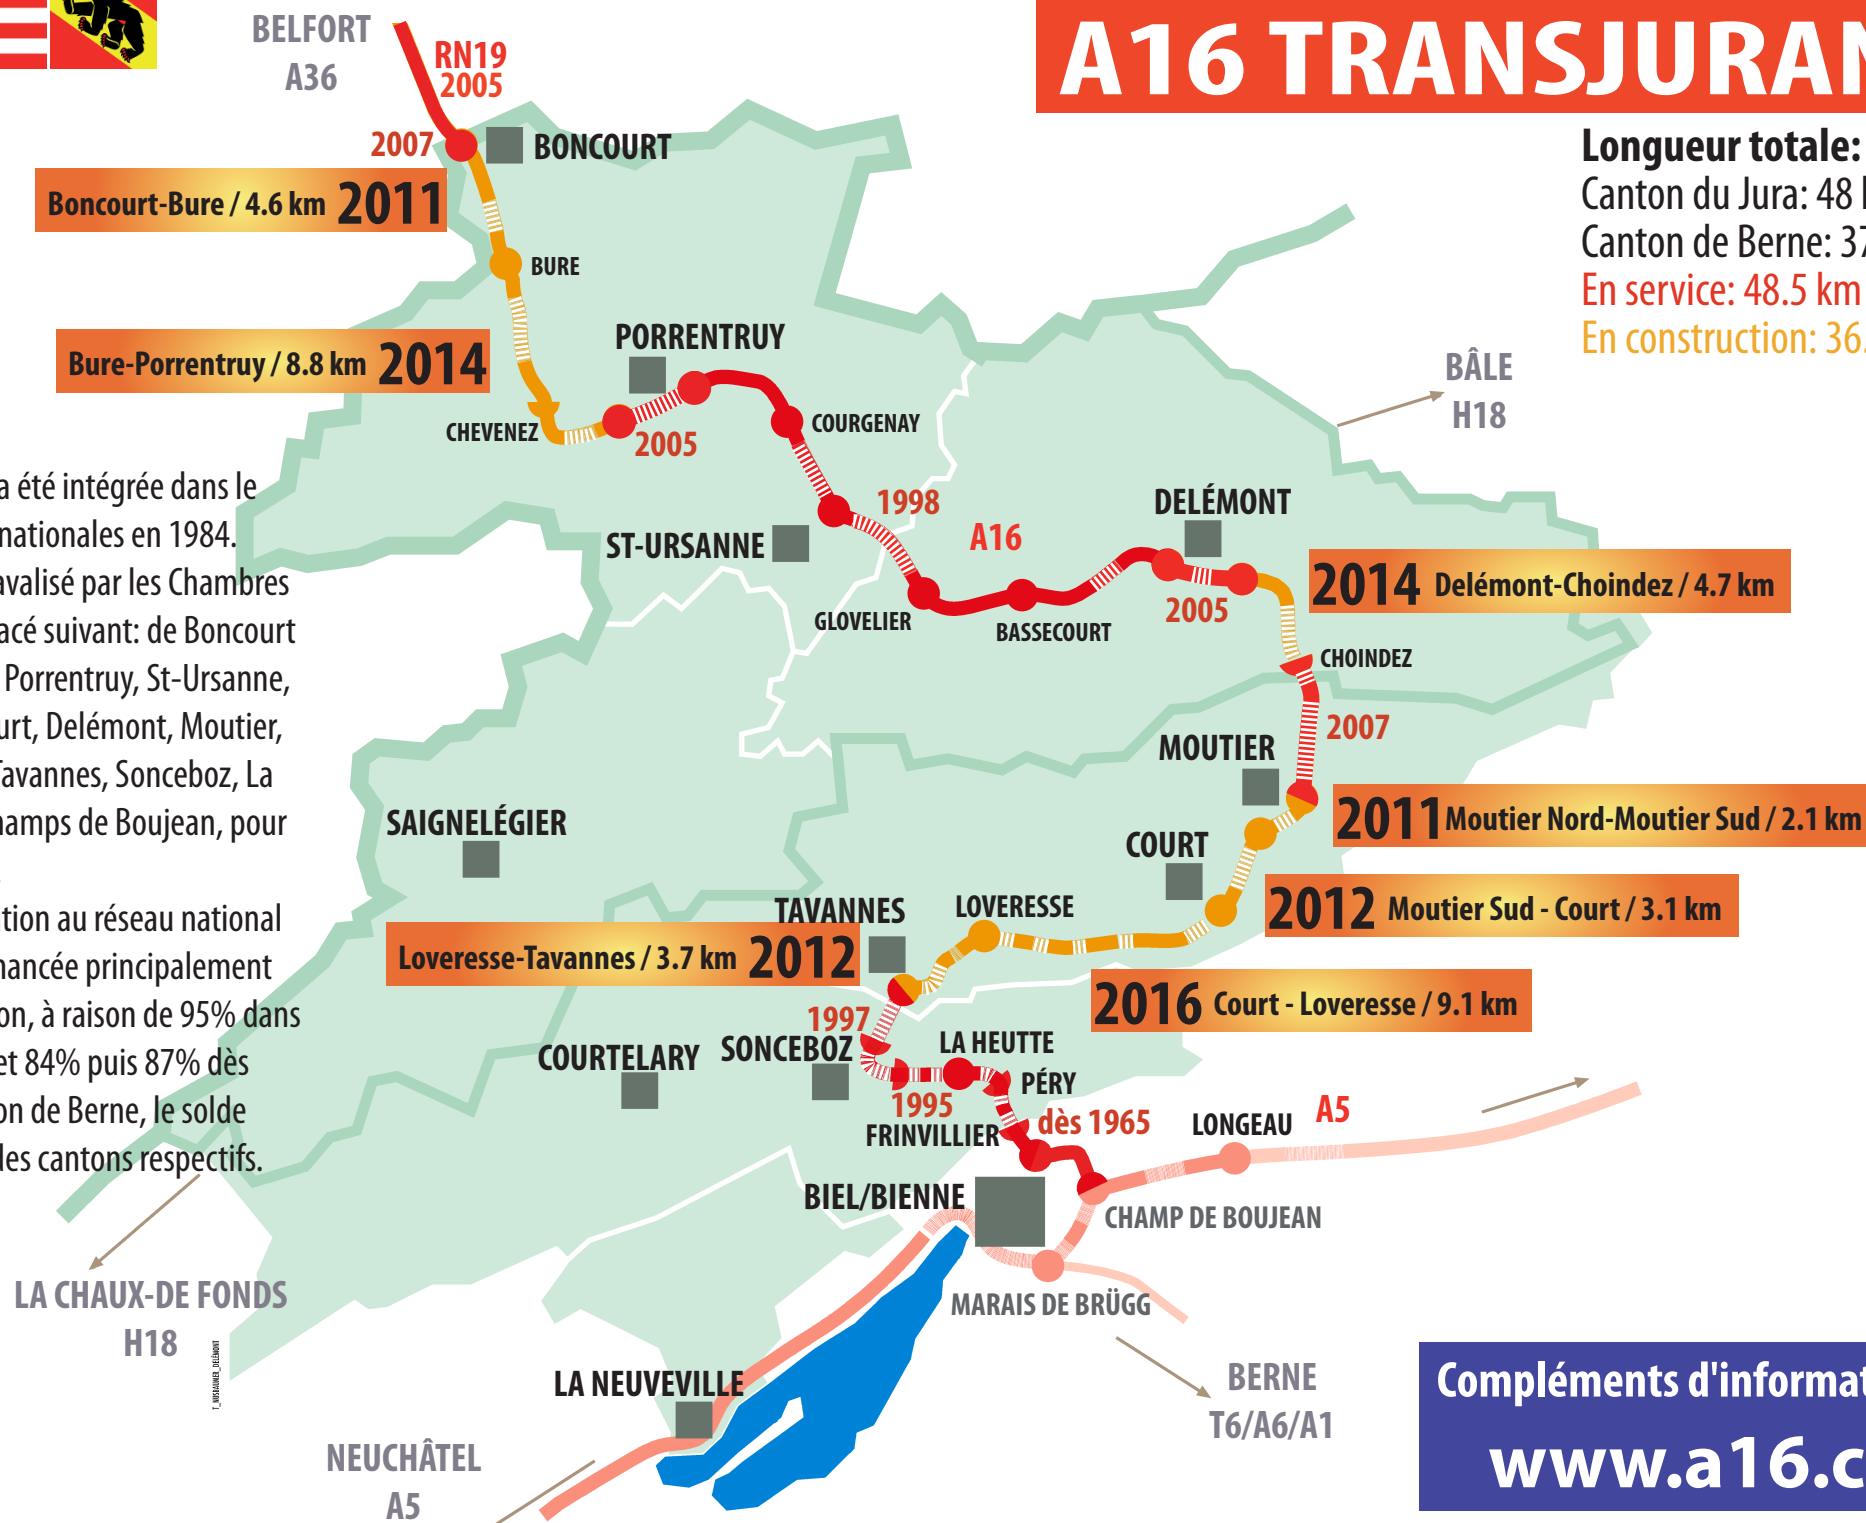 A16 TRANSJURAN
Longueur totale:
Canton du Jura: 48
Canton de Berne: 37
En service: 48.5 km
En construction: 36.
BELFORT
A36
RN19
2005
2007
BONCOURT
Boncourt-Bure / 4.6 km 2011
BURE
Bure-Porrentruy / 8.8 km 2014
PORRENTRUY
CHEVENEZ
2005
COURGENAY
BÂLE
H18
a été intégrée dans le
nationales en 1984.
avalisé par les Chambres
acé suivant: de Boncourt
Porrentruy, St-Ursanne,
urt, Delémont, Moutier,
Tavannes, Sonceboz, La
hamps de Boujean, pour
ition au réseau national
nancée principalement
on, à raison de 95% dans
et 84% puis 87% dès
on de Berne, le solde
des cantons respectifs.
1998
ST-URSANNE
A16
DELÉMONT
GLOVELIER
BASSECOURT
2005
2014 Delémont-Choindez / 4.7 km
CHOINDEZ
2007
MOUTIER
2011 Moutier Nord-Moutier Sud / 2.1 km
SAIGNELÉGIER
COURT
2012 Moutier Sud - Court / 3.1 km
TAVANNES
LOVERESSE
Loveresse-Tavannes / 3.7 km 2012
2016 Court - Loveresse / 9.1 km
1997
SONCEBOZ
COURTELARY
LA HEUTTE
PÉRY
1995
FRINVILLIER
dès 1965
LONGEAU
A5
BIEL/BIENNE
CHAMP DE BOUJEAN
MARAIS DE BRÜGG
LA CHAUX-DE FONDS
H18
T_NUSBAUMER_DELÉMONT
LA NEUVEVILLE
BERNE
T6/A6/A1
NEUCHÂTEL
A5
Compléments d'informat
www.a16.c